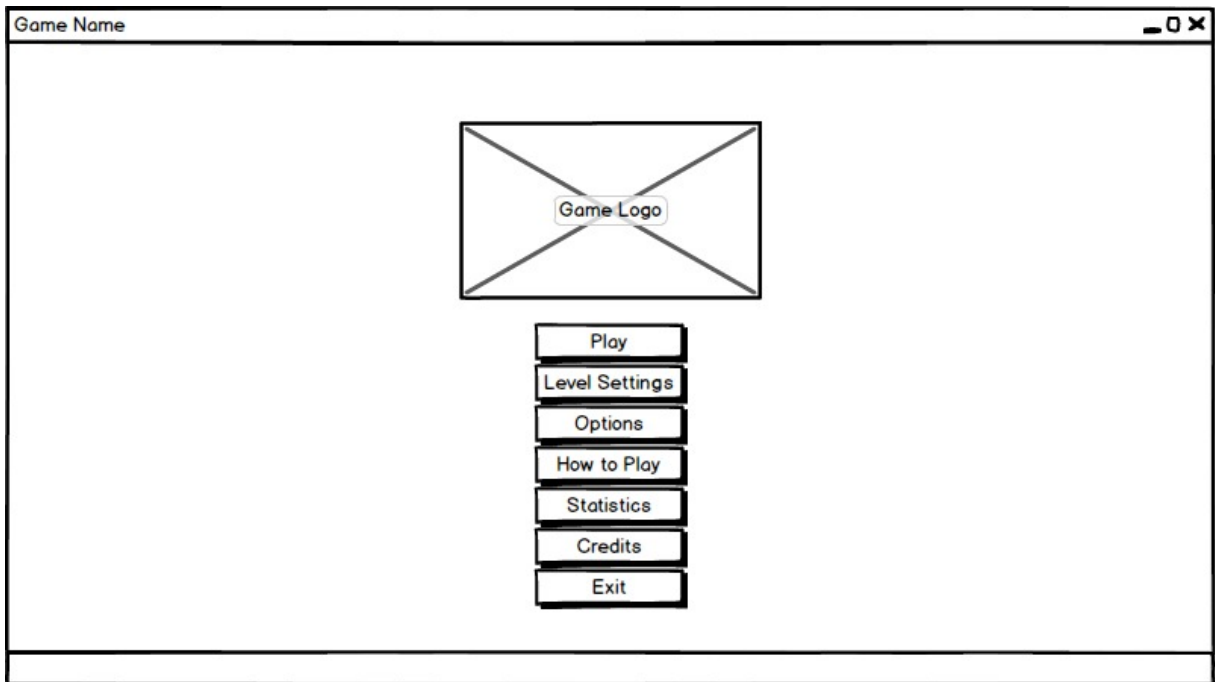 Game Name
Game Logo
Play
Level Settings
Options
How to Play
Statistics
Credits
Exit